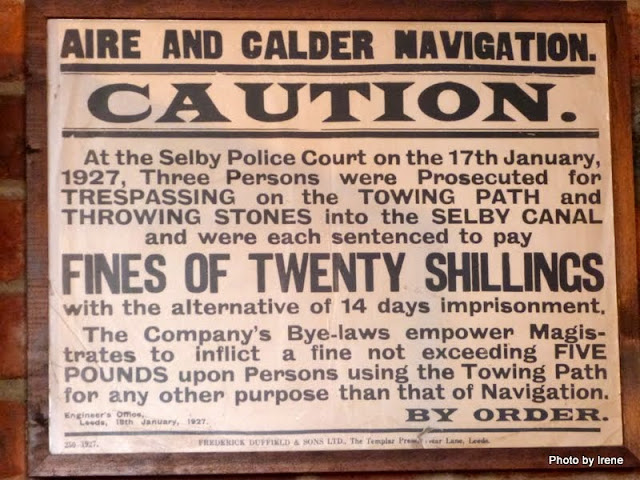 AIRE AND CALDER NAVIGATION.
CAUTION.
At the Selby Police Court on the 17th January,
1927, Three Persons were Prosecuted for
TRESPASSING on the TOWING PATH and
THROWING STONES into the SELBY CANAL
and were each sentenced to pay
FINES OF TWENTY SHILLINGS
with the alternative of 14 days imprisonment.
The Company's Bye-laws empower Magis-
trates to inflict a fine not exceeding FIVE
POUNDS upon Persons using the Towing Path
for any other purpose than that of Navigation.
Engineer's Office,
Leeds, 18th January, 1927.
BY ORDER.
1927.
FREDERICK DUFFIELD & SONS LTD., The Templar Lane, Leeds.
Photo by Irene